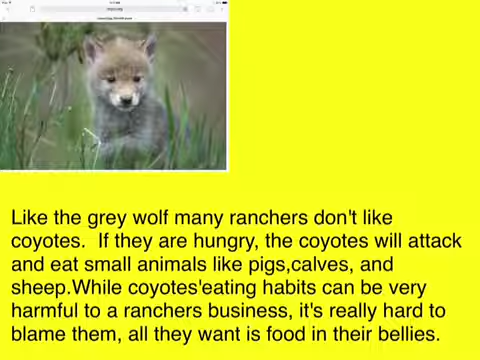 Like the grey wolf many ranchers don't like
coyotes.  If they are hungry, the coyotes will attack
and eat small animals like pigs,calves, and
sheep.While coyotes'eating habits can be very
harmful to a ranchers business, it's really hard to
blame them, all they want is food in their bellies.